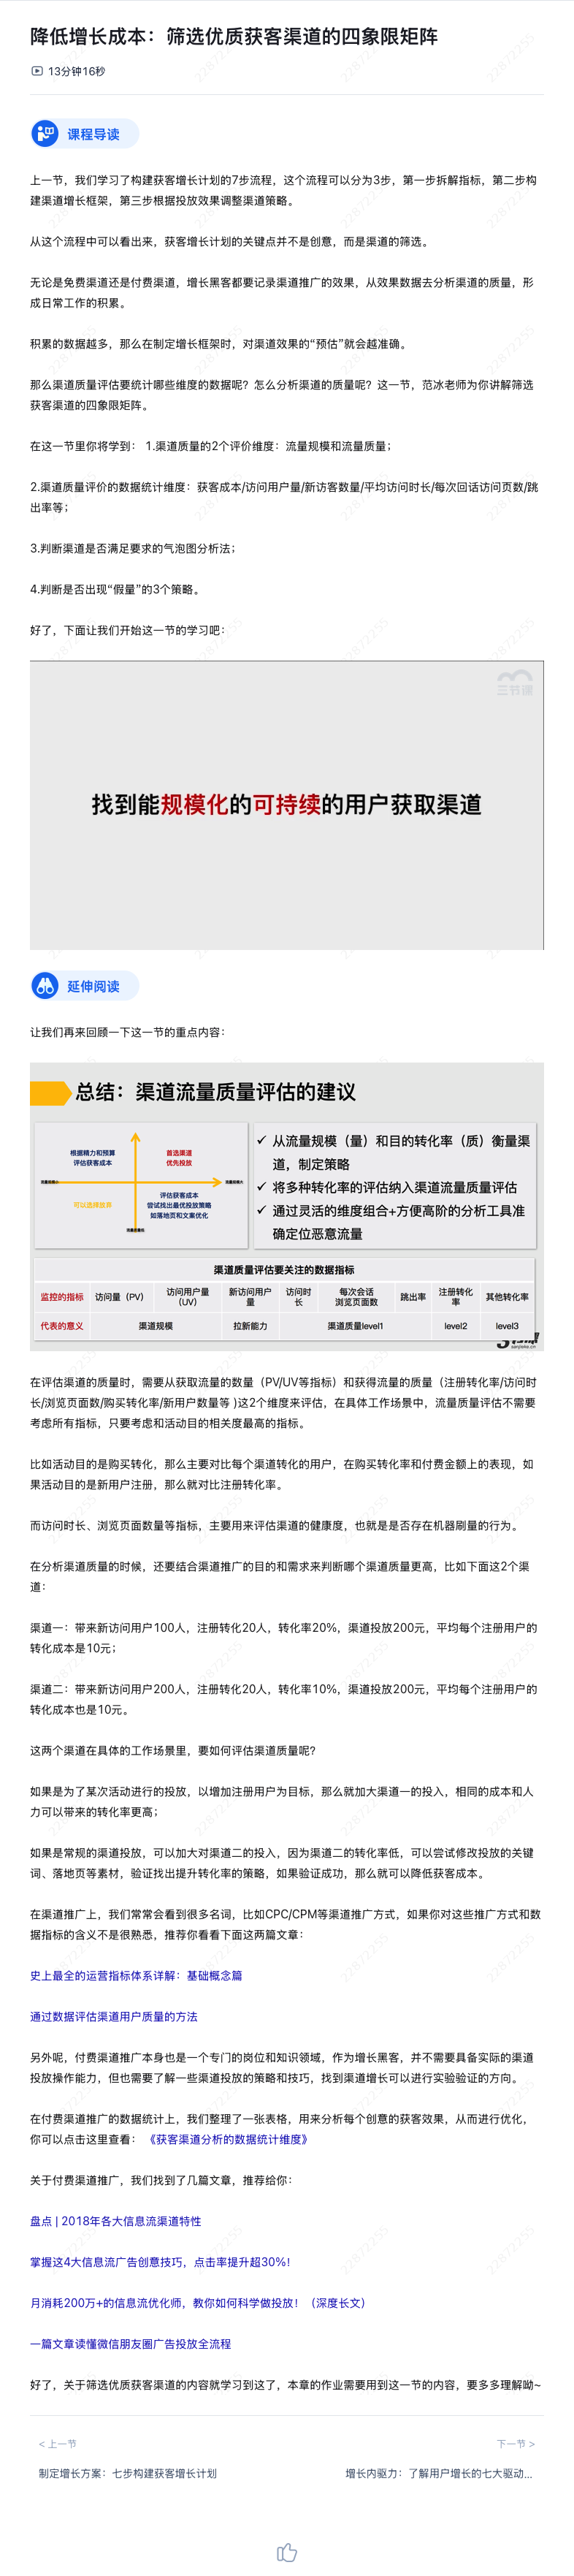 降低增长成本：筛选优质获客渠道的四象限矩阵
13分钟16秒
课程导读
上一节，我们学习了构建获客增长计划的7步流程，这个流程可以分为3步，第一步拆解指标，第二步构
建渠道增长框架，第三步根据投放效果调整渠道策略。
从这个流程中可以看出来，获客增长计划的关键点并不是创意，而是渠道的筛选。
无论是免费渠道还是付费渠道，增长黑客都要记录渠道推广的效果，从效果数据去分析渠道的质量，形
成日常工作的积累。
积累的数据越多，那么在制定增长框架时，对渠道效果的“预估”就会越准确。
那么渠道质量评估要统计哪些维度的数据呢？怎么分析渠道的质量呢？这一节，范冰老师为你讲解筛选
获客渠道的四象限矩阵。
在这一节里你将学到： 1.渠道质量的2个评价维度：流量规模和流量质量；
2.渠道质量评价的数据统计维度：获客成本/访问用户量/新访客数量/平均访问时长/每次回话访问页数/跳
出率等；
3.判断渠道是否满足要求的气泡图分析法；
4.判断是否出现“假量”的3个策略。
好了，下面让我们开始这一节的学习吧：
三节课
找到能规模化的可持续的用户获取渠道
延伸阅读
让我们再来回顾一下这一节的重点内容：
总结：渠道流量质量评估的建议
根据精力和预算
评估获客成本
首选渠道
优先投放
可以选择放弃
评估获客成本
尝试找出最优投放策略
如落地页和文案优化
✓ 从流量规模（量）和目的转化率（质）衡量渠
道，制定策略
✓ 将多种转化率的评估纳入渠道流量质量评估
✓ 通过灵活的维度组合+方便高阶的分析工具准
确定位恶意流量
渠道质量评估要关注的数据指标
监控的指标 访问量（PV） 访问用户量（UV） 新访问用户量 访问时长 每次会话浏览页面数 跳出率 注册转化率 其他转化率
代表的意义 渠道规模 拉新能力 渠道质量level1 level2 level3
sanjieke.cn
在评估渠道的质量时，需要从获取流量的数量（PV/UV等指标）和获得流量的质量（注册转化率/访问时
长/浏览页面数/购买转化率/新用户数量等 )这2个维度来评估，在具体工作场景中，流量质量评估不需要
考虑所有指标，只要考虑和活动目的相关度最高的指标。
比如活动目的是购买转化，那么主要对比每个渠道转化的用户，在购买转化率和付费金额上的表现，如
果活动目的是新用户注册，那么就对比注册转化率。
而访问时长、浏览页面数量等指标，主要用来评估渠道的健康度，也就是是否存在机器刷量的行为。
在分析渠道质量的时候，还要结合渠道推广的目的和需求来判断哪个渠道质量更高，比如下面这2个渠
道：
渠道一：带来新访问用户100人，注册转化20人，转化率20%，渠道投放200元，平均每个注册用户的
转化成本是10元；
渠道二：带来新访问用户200人，注册转化20人，转化率10%，渠道投放200元，平均每个注册用户的
转化成本也是10元。
这两个渠道在具体的工作场景里，要如何评估渠道质量呢？
如果是为了某次活动进行的投放，以增加注册用户为目标，那么就加大渠道一的投入，相同的成本和人
力可以带来的转化率更高；
如果是常规的渠道投放，可以加大对渠道二的投入，因为渠道二的转化率低，可以尝试修改投放的关键
词、落地页等素材，验证找出提升转化率的策略，如果验证成功，那么就可以降低获客成本。
在渠道推广上，我们常常会看到很多名词，比如CPC/CPM等渠道推广方式，如果你对这些推广方式和数
据指标的含义不是很熟悉，推荐你看看下面这两篇文章：
史上最全的运营指标体系详解：基础概念篇
通过数据评估渠道用户质量的方法
另外呢，付费渠道推广本身也是一个专门的岗位和知识领域，作为增长黑客，并不需要具备实际的渠道
投放操作能力，但也需要了解一些渠道投放的策略和技巧，找到渠道增长可以进行实验验证的方向。
在付费渠道推广的数据统计上，我们整理了一张表格，用来分析每个创意的获客效果，从而进行优化，
你可以点击这里查看：《获客渠道分析的数据统计维度》
关于付费渠道推广，我们找到了几篇文章，推荐给你：
盘点 | 2018年各大信息流渠道特性
掌握这4大信息流广告创意技巧，点击率提升超30%！
月消耗200万+的信息流优化师，教你如何科学做投放！（深度长文）
一篇文章读懂微信朋友圈广告投放全流程
好了，关于筛选优质获客渠道的内容就学习到这了，本章的作业需要用到这一节的内容，要多多理解呦~
< 上一节
下一节 >
制定增长方案：七步构建获客增长计划
增长内驱力：了解用户增长的七大驱动...
22872255